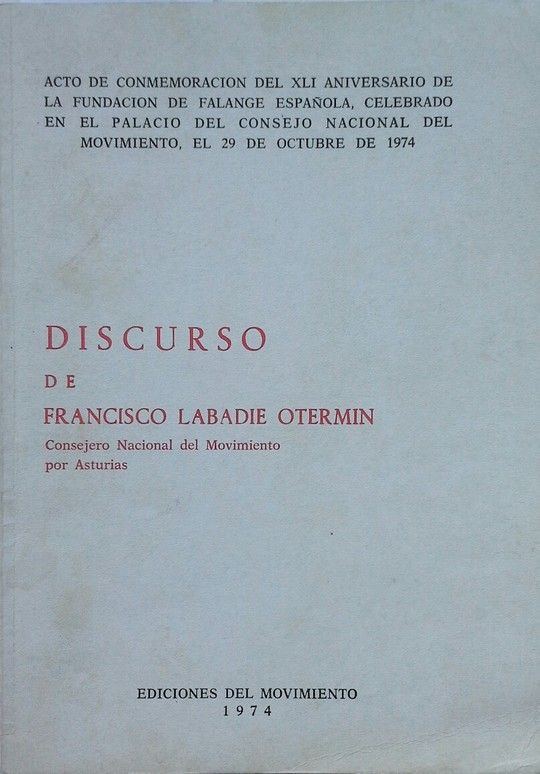 ACTO DE CONMEMORACION DEL XLI ANIVERSARIO DE
LA FUNDACION DE FALANGE ESPAÑOLA, CELEBRADO
EN EL PALACIO DEL CONSEJO NACIONAL DEL
MOVIMIENTO, EL 29 DE OCTUBRE DE 1974
DISCURSO
DE
FRANCISCO LABADIE OTERMIN
Consejero Nacional del Movimiento
por Asturias
EDICIONES DEL MOVIMIENTO
1974